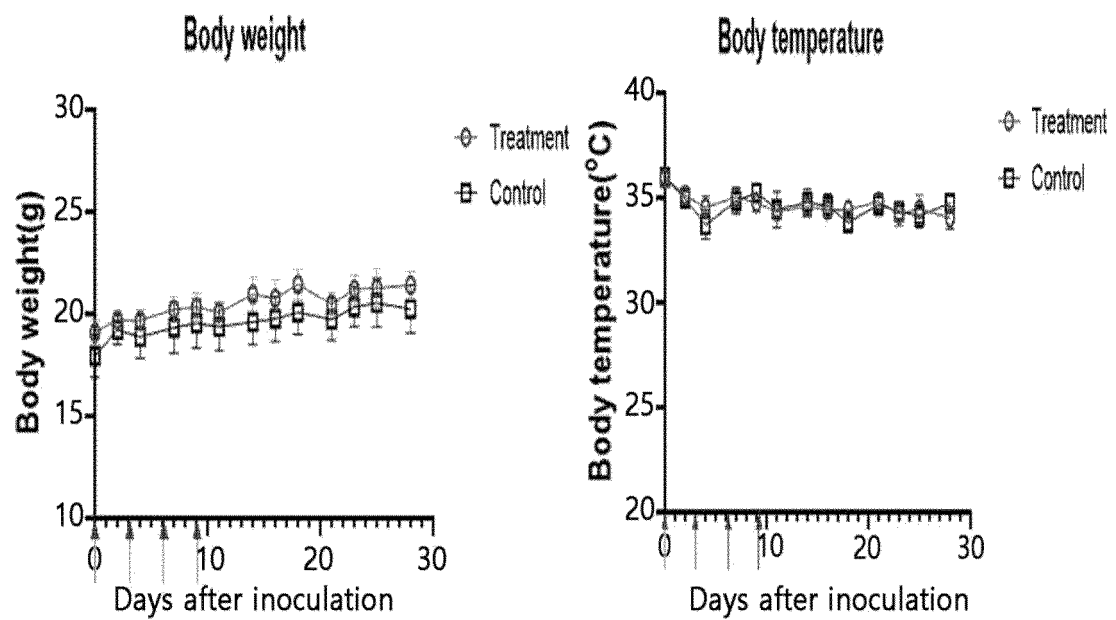 Body weight
30
25
20
15
10
Body weight(g)
Treatment
Control
0 10 20 30
Days after inoculation
Body temperature
40
35
30
25
20
Body temperature(°C)
Treatment
Control
0 10 20 30
Days after inoculation